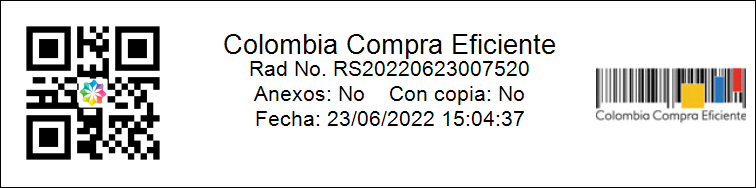 Colombia Compra Eficiente
Rad No. RS20220623007520
Anexos: No Con copia: No
Fecha: 23/06/2022 15:04:37
Colombia Compra Eficiente